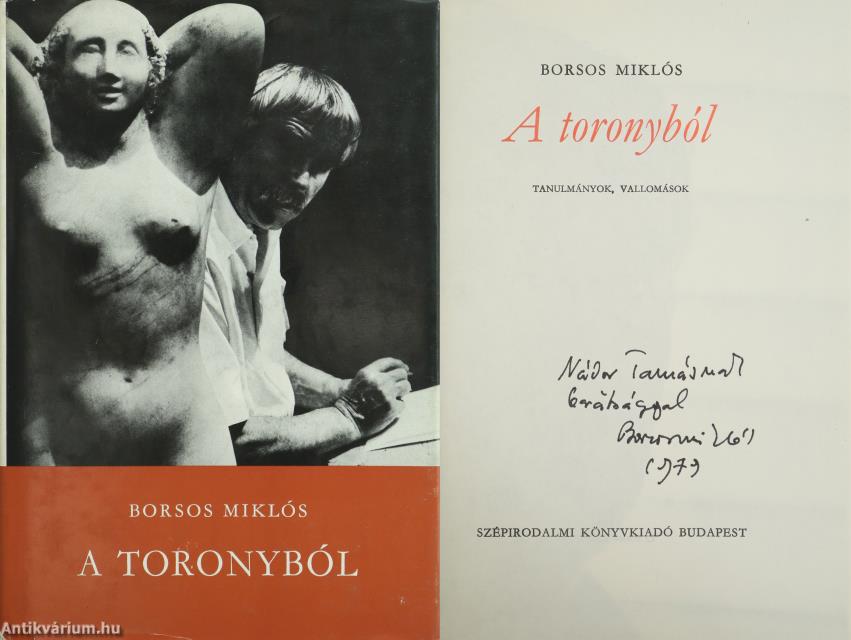 BORSOS MIKLÓS
A TORONYBÓL
Antikvárium.hu
BORSOS MIKLÓS
A toronyból
TANULMÁNYOK, VALLOMÁSOK
Nádor Tamásnak
barátsággal
Borsos Miklós
1979
SZÉPIRODALMI KÖNYVKIADÓ BUDAPEST